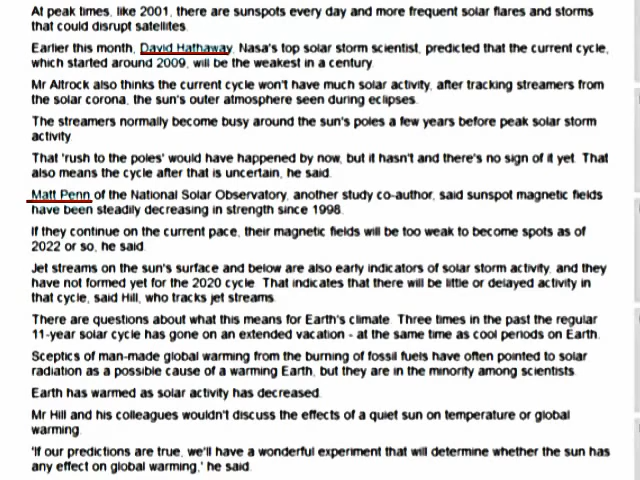 At peak times, like 2001, there are sunspots every day and more frequent solar flares and storms
that could disrupt satellites.
Earlier this month, David Hathaway, Nasa's top solar storm scientist, predicted that the current cycle,
which started around 2009, will be the weakest in a century.
Mr Altrock also thinks the current cycle won't have much solar activity, after tracking streamers from
the solar corona, the sun's outer atmosphere seen during eclipses.
The streamers normally become busy around the sun's poles a few years before peak solar storm
activity.
That 'rush to the poles' would have happened by now, but it hasn't and there's no sign of it yet. That
also means the cycle after that is uncertain, he said.
Matt Penn of the National Solar Observatory, another study co-author, said sunspot magnetic fields
have been steadily decreasing in strength since 1998.
If they continue on the current pace, their magnetic fields will be too weak to become spots as of
2022 or so, he said.
Jet streams on the sun's surface and below are also early indicators of solar storm activity, and they
have not formed yet for the 2020 cycle. That indicates that there will be little or delayed activity in
that cycle, said Hill, who tracks jet streams.
There are questions about what this means for Earth's climate. Three times in the past the regular
11-year solar cycle has gone on an extended vacation - at the same time as cool periods on Earth.
Sceptics of man-made global warming from the burning of fossil fuels have often pointed to solar
radiation as a possible cause of a warming Earth, but they are in the minority among scientists.
Earth has warmed as solar activity has decreased.
Mr Hill and his colleagues wouldn't discuss the effects of a quiet sun on temperature or global
warming.
'If our predictions are true, we'll have a wonderful experiment that will determine whether the sun has
any effect on global warming,' he said.